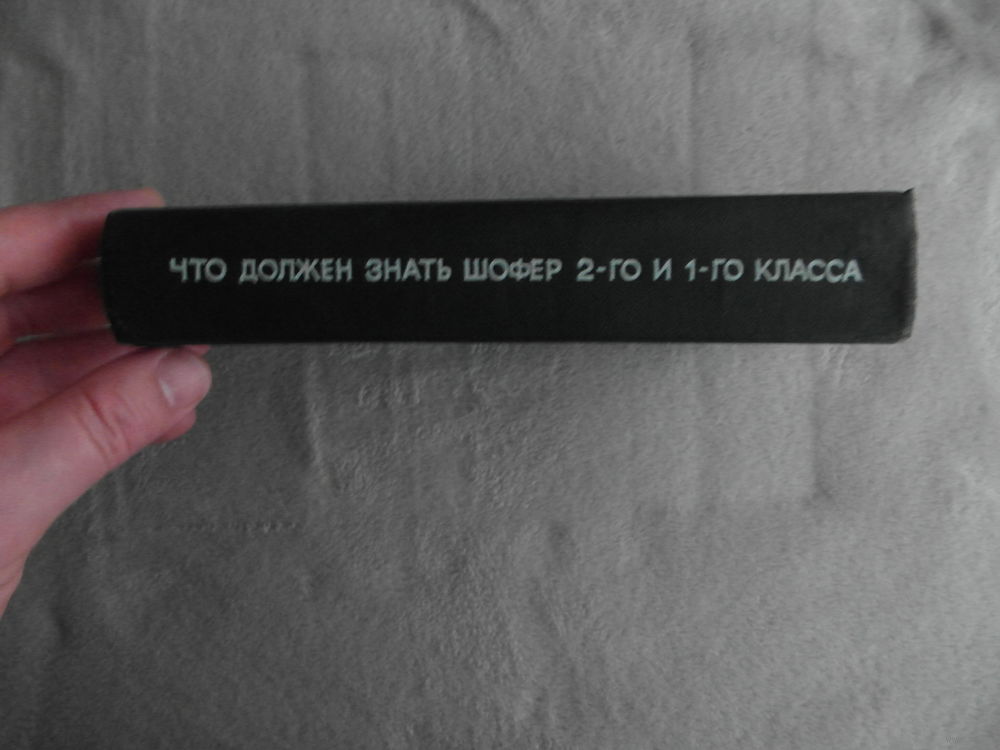 ЧТО ДОЛЖЕН ЗНАТЬ ШОФЕР 2-ГО И 1-ГО КЛАССА